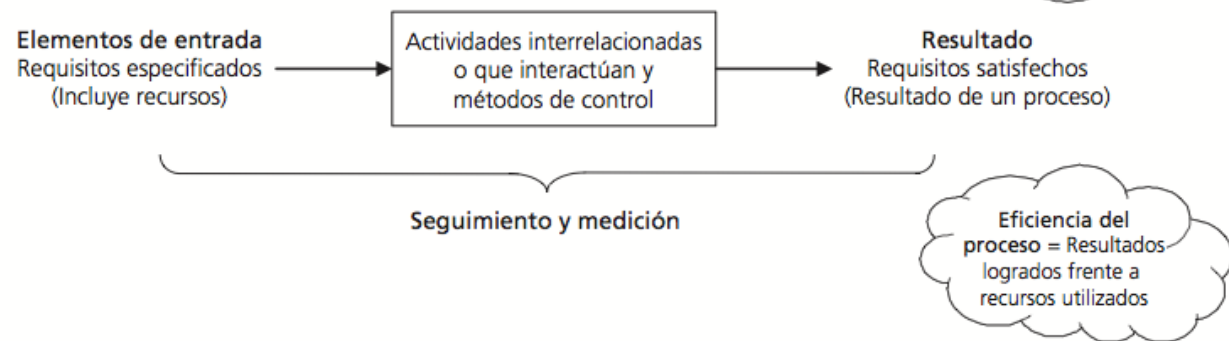 Elementos de entrada
Requisitos especificados
(Incluye recursos)
Actividades interrelacionadas
o que interactúan y
métodos de control
Resultado
Requisitos satisfechos
(Resultado de un proceso)
Seguimiento y medición
Eficiencia del
proceso = Resultados
logrados frente a
recursos utilizados